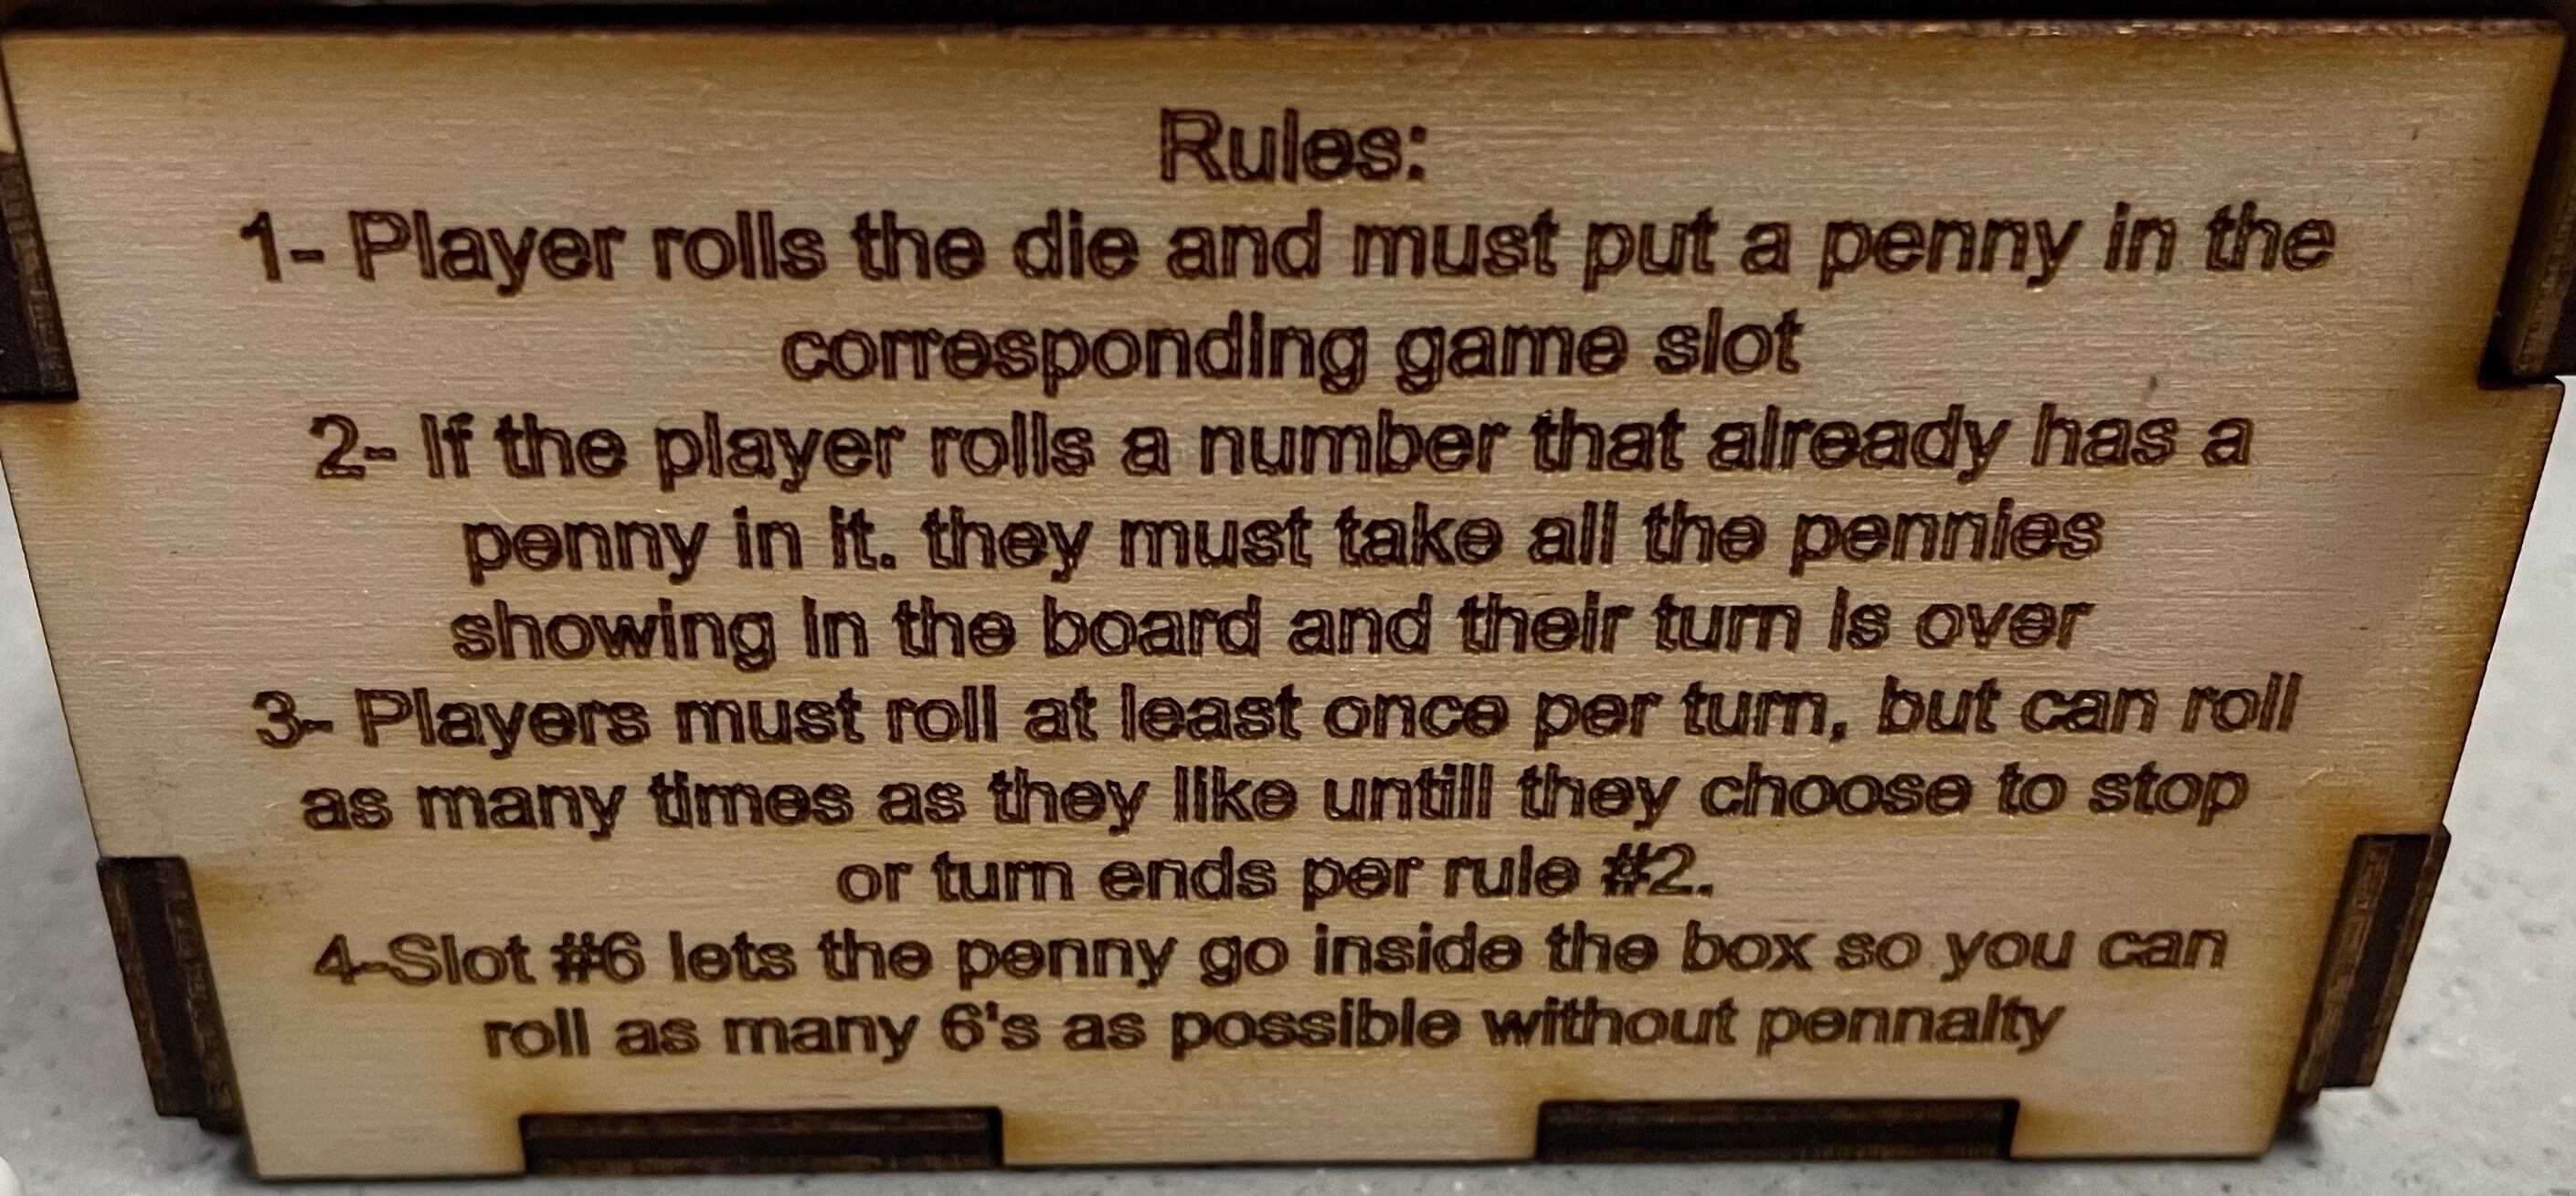 Rules:
1- Player rolls the die and must put a penny in the
corresponding game slot
2- If the player rolls a number that already has a
penny in it. they must take all the pennies
showing in the board and their turn is over
3- Players must roll at least once per turn, but can roll
as many times as they like untill they choose to stop
or turn ends per rule #2.
4-Slot #6 lets the penny go inside the box so you can
roll as many 6's as possible without pennalty